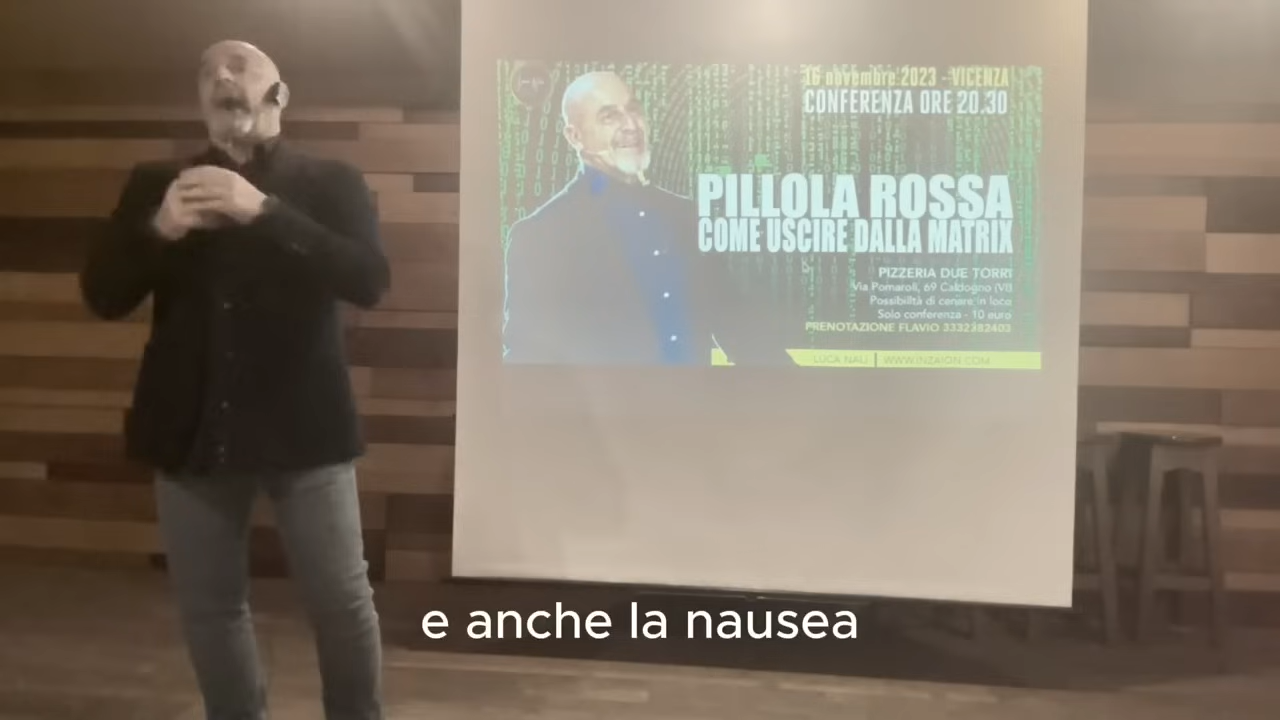 16 novembre 2023 - VICENZA
CONFERENZA ORE 20.30
PILLOLA ROSSA
COME USCIRE DALLA MATRIX
PIZZERIA DUE TORRI
Via Pomaroli, 69 Caldogno (VI)
Possibilità di cenare in loco
Solo conferenza - 10 euro
PRENOTAZIONE FLAVIO 3332382403
LUCA NALI | WWW.INZAION.COM
e anche la nausea